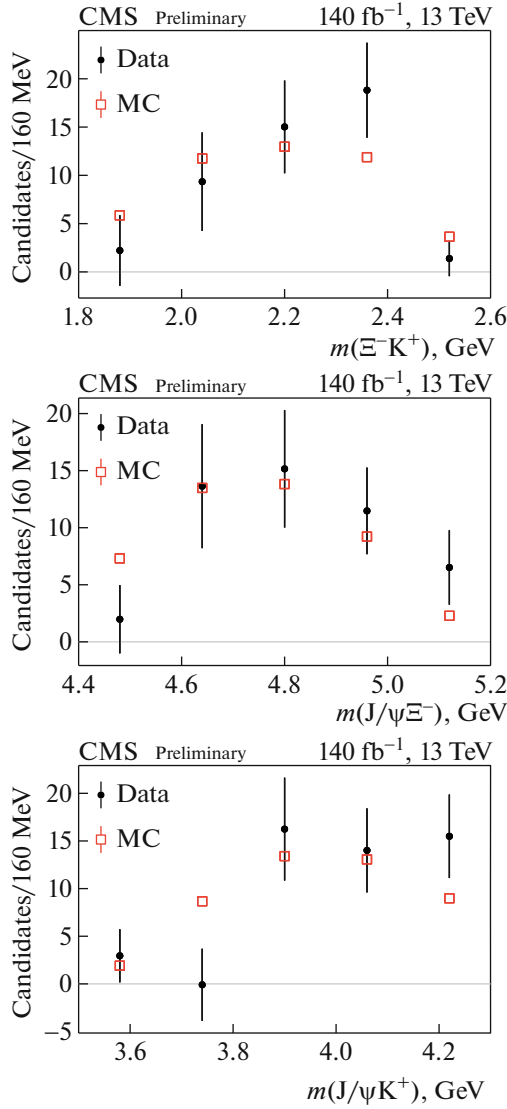 CMS Preliminary 140 fb⁻¹, 13 TeV
Candidates/160 MeV
Data
MC
20
15
10
5
0
1.8 2.0 2.2 2.4 2.6
m(Ξ⁻K⁺), GeV
CMS Preliminary 140 fb⁻¹, 13 TeV
Candidates/160 MeV
Data
MC
20
15
10
5
0
4.4 4.6 4.8 5.0 5.2
m(J/ψΞ⁻), GeV
CMS Preliminary 140 fb⁻¹, 13 TeV
Candidates/160 MeV
Data
MC
20
15
10
5
0
−5
3.6 3.8 4.0 4.2
m(J/ψK⁺), GeV